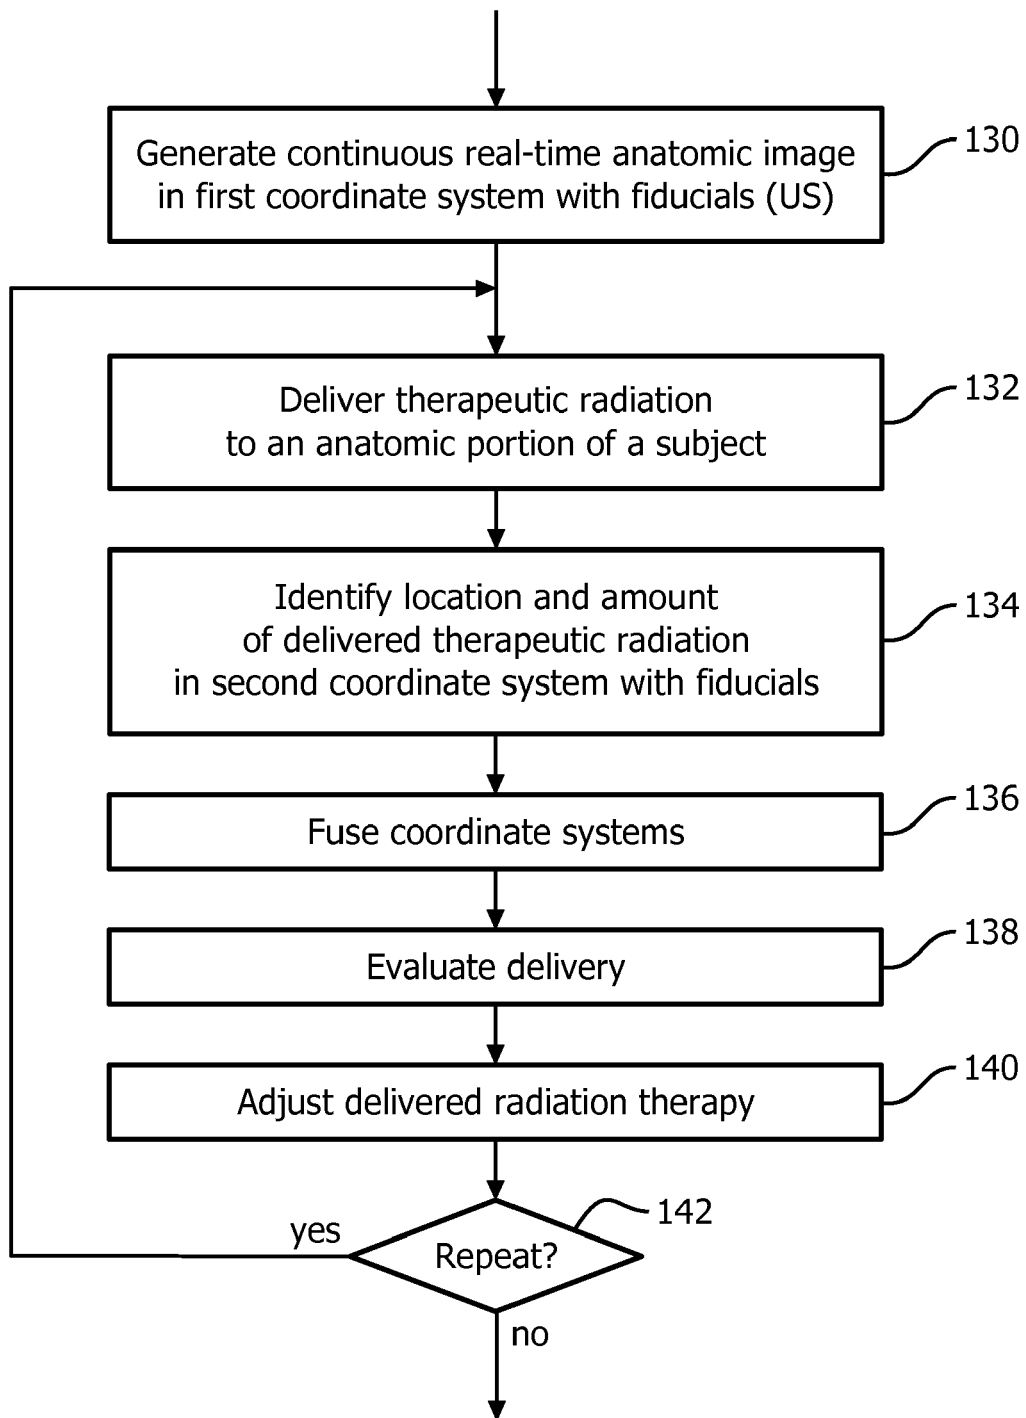 Generate continuous real-time anatomic image
in first coordinate system with fiducials (US)
130
Deliver therapeutic radiation
to an anatomic portion of a subject
132
Identify location and amount
of delivered therapeutic radiation
in second coordinate system with fiducials
134
Fuse coordinate systems
136
Evaluate delivery
138
Adjust delivered radiation therapy
140
Repeat?
142
yes
no